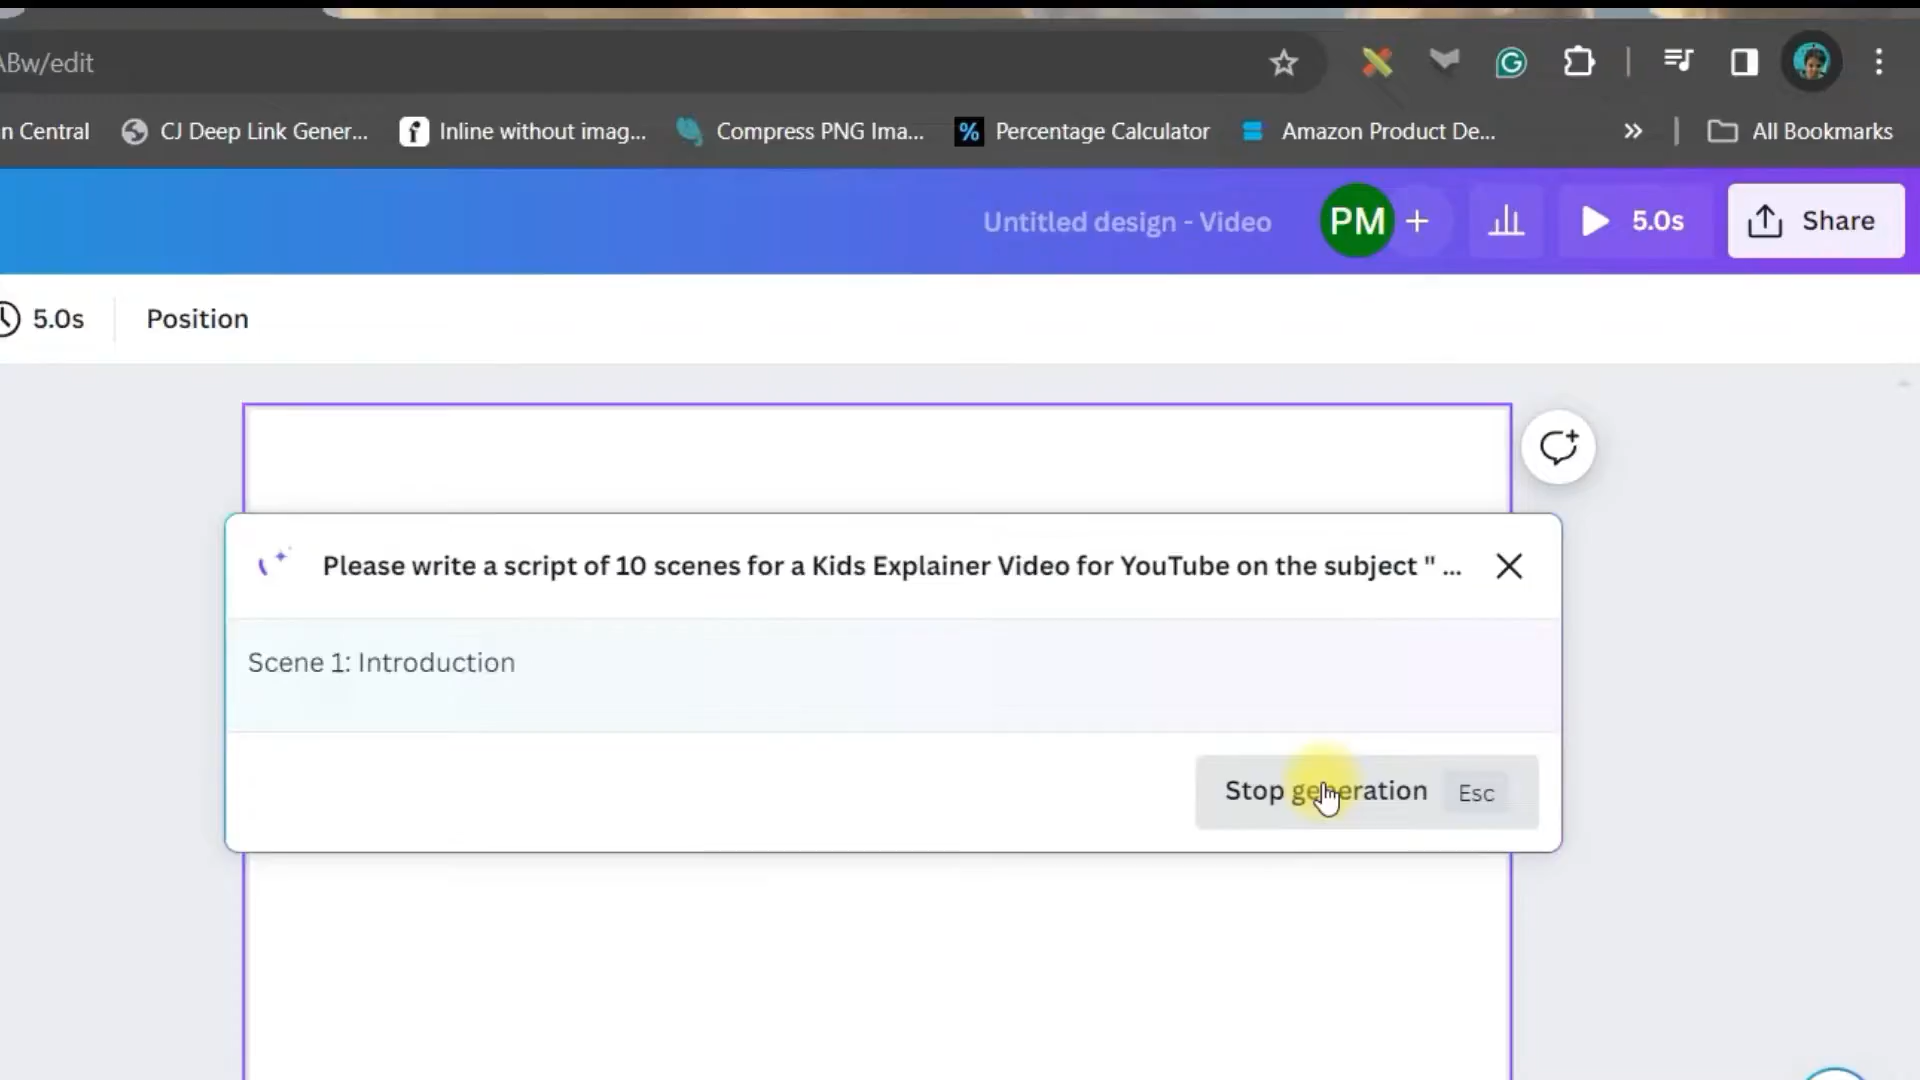 ABw/edit
n Central
CJ Deep Link Gener...
Inline without imag...
Compress PNG Ima...
% Percentage Calculator
Amazon Product De...
» All Bookmarks
Untitled design - Video
PM +
5.0s
Share
5.0s
Position
Please write a script of 10 scenes for a Kids Explainer Video for YouTube on the subject " ...
Scene 1: Introduction
Stop generation Esc